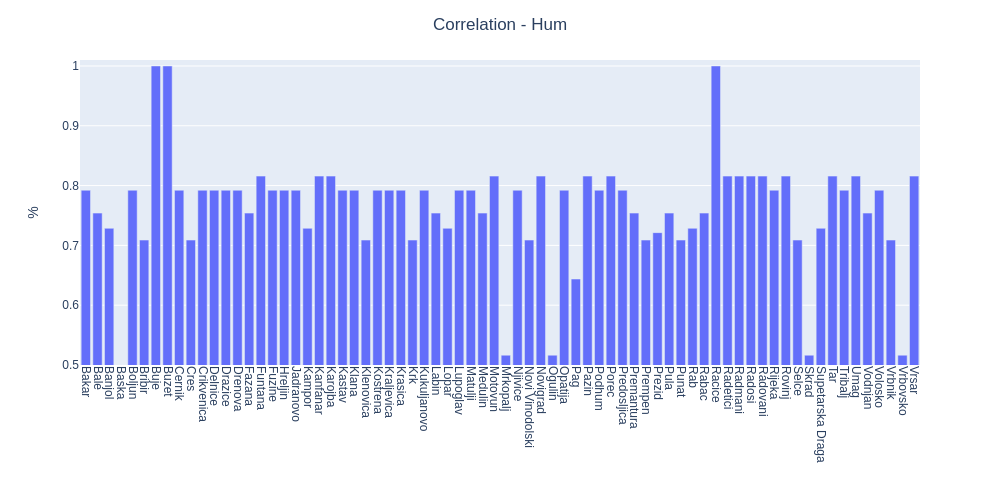 Correlation - Hum
1
0.9
0.8
0.7
0.6
0.5
%
Bakar
Bale
Banjol
Baska
Boljun
Bribir
Buje
Buzet
Cernik
Cres
Crikvenica
Delnice
Drazice
Drenova
Fazana
Funtana
Fuzine
Hreljin
Jadranovo
Kampor
Kanfanar
Karojba
Kastav
Klana
Klenovica
Kostrena
Kraljevica
Krasica
Krk
Kukuljanovo
Labin
Lopar
Lupoglav
Matulji
Medulin
Motovun
Mrkopalj
Njivice
Novi Vinodolski
Novigrad
Ogulin
Opatija
Pag
Pazin
Podhum
Porec
Predosljica
Premantura
Prempen
Prezid
Pula
Punat
Rab
Rabac
Racice
Radetici
Radmani
Radosi
Radovani
Rijeka
Rovinj
Selce
Skrad
Supetarska Draga
Tar
Tribalj
Umag
Vodnjan
Volosko
Vrbnik
Vrbovsko
Vrsar